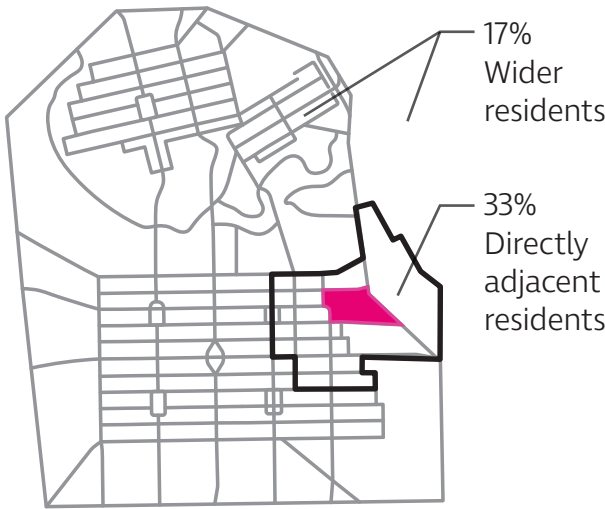 17%
Wider
residents
33%
Directly
adjacent
residents